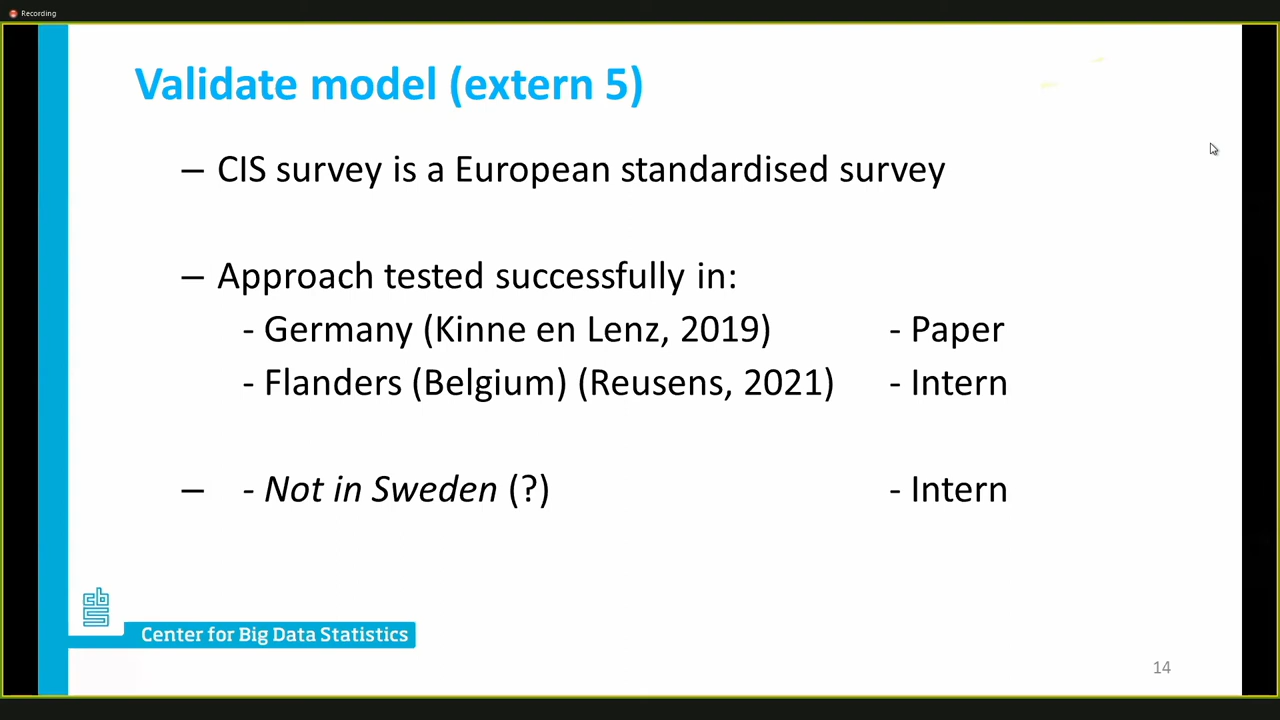 Recording
Validate model (extern 5)
– CIS survey is a European standardised survey
– Approach tested successfully in:
- Germany (Kinne en Lenz, 2019) - Paper
- Flanders (Belgium) (Reusens, 2021) - Intern
– - Not in Sweden (?) - Intern
cbs
Center for Big Data Statistics
14